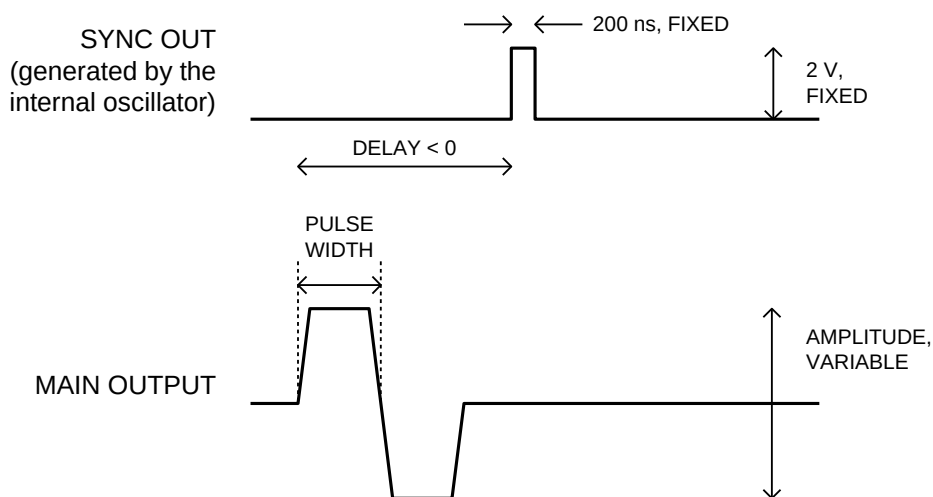 SYNC OUT
(generated by the
internal oscillator)
200 ns, FIXED
2 V,
FIXED
DELAY < 0
PULSE
WIDTH
MAIN OUTPUT
AMPLITUDE,
VARIABLE